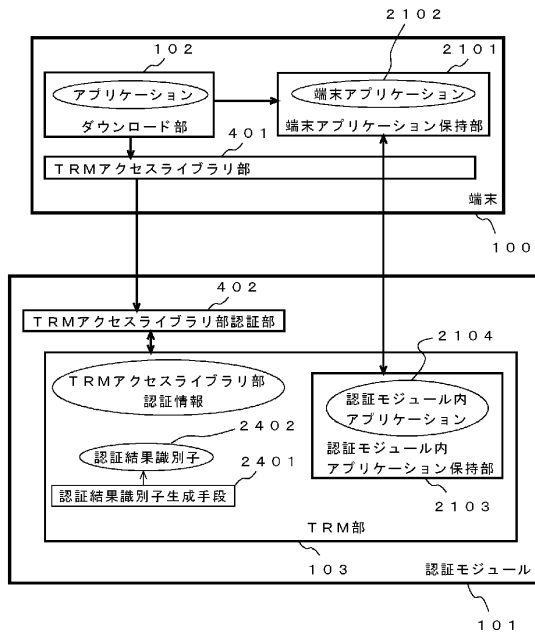 2102
102
2101
アプリケーション
ダウンロード部
端末アプリケーション
端末アプリケーション保持部
401
TRMアクセスライブラリ部
端末
100
402
TRMアクセスライブラリ部認証部
2104
TRMアクセスライブラリ部
認証情報
認証モジュール内
アプリケーション
2402
認証結果識別子
認証モジュール内
アプリケーション保持部
2401
認証結果識別子生成手段
2103
TRM部
103
認証モジュール
101